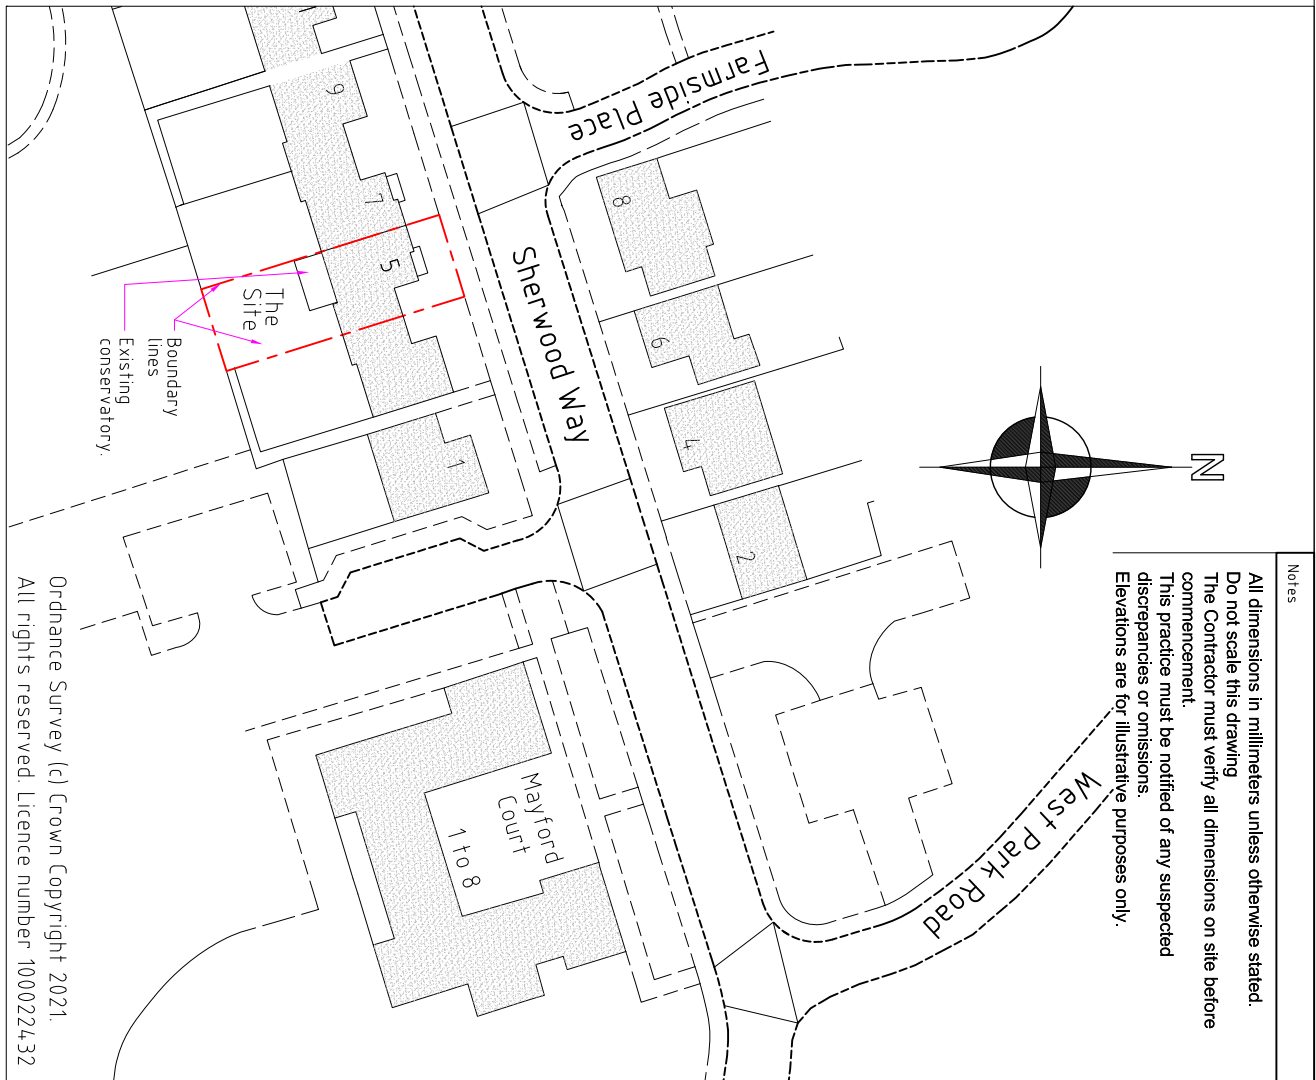 Notes
All dimensions in millimeters unless otherwise stated.
Do not scale this drawing
The Contractor must verify all dimensions on site before
commencement.
This practice must be notified of any suspected
discrepancies or omissions.
Elevations are for illustrative purposes only.
N
West Park Road
Farmside Place
8
6
4
2
Sherwood Way
9
7
5
1
The
Site
Boundary
lines
Existing
conservatory.
Mayford
Court
1 to 8
Ordnance Survey (c) Crown Copyright 2021.
All rights reserved. Licence number 100022432